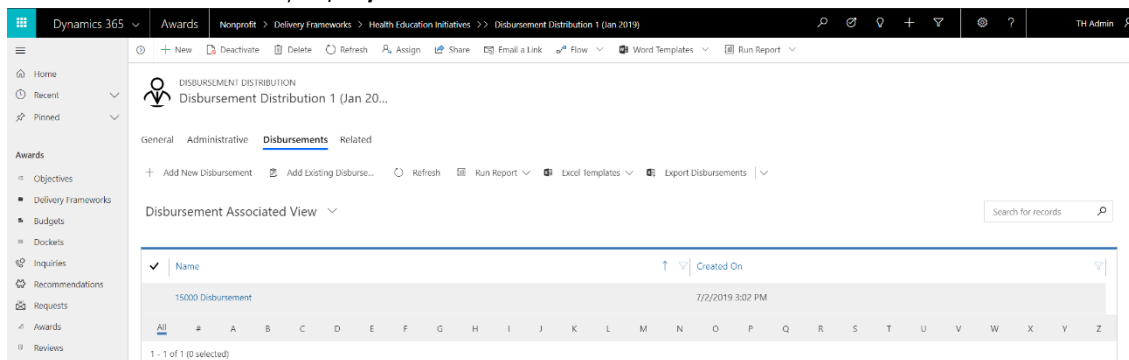 Dynamics 365 Awards Nonprofit > Delivery Frameworks > Health Education Initiatives >> Disbursement Distribution 1 (Jan 2019) TH Admin
+ New Deactivate Delete Refresh Assign Share Email a Link Flow Word Templates Run Report
Home
Recent
Pinned
Awards
Objectives
Delivery Frameworks
Budgets
Dockets
Inquiries
Recommendations
Requests
Awards
Reviews
DISBURSEMENT DISTRIBUTION
Disbursement Distribution 1 (Jan 20...
General Administrative Disbursements Related
+ Add New Disbursement Add Existing Disburse... Refresh Run Report Excel Templates Export Disbursements
Disbursement Associated View Search for records
Name Created On
15000 Disbursement 7/2/2019 3:02 PM
All # A B C D E F G H I J K L M N O P Q R S T U V W X Y Z
1 - 1 of 1 (0 selected)